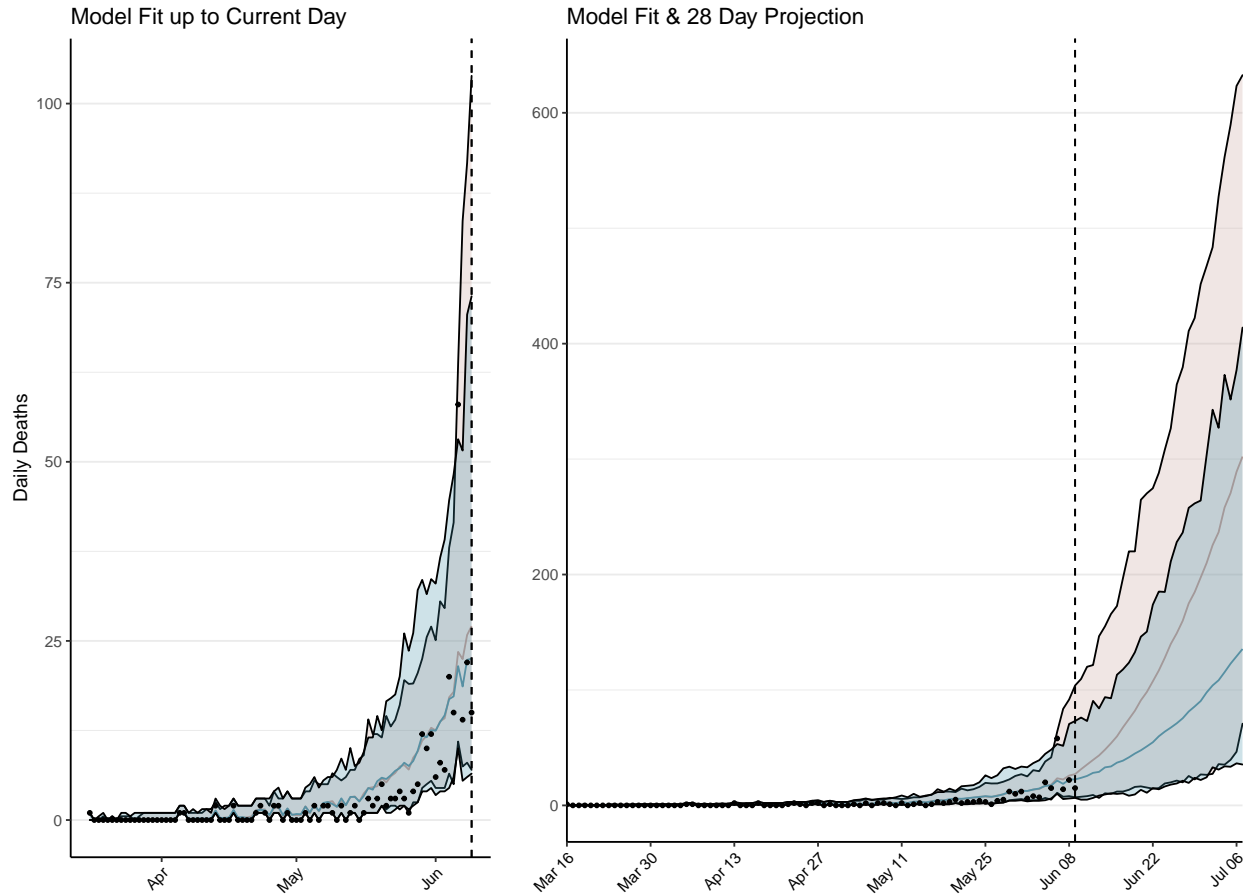 Model Fit up to Current Day
Daily Deaths
100
75
50
25
0
Apr
May
Jun
Model Fit & 28 Day Projection
600
400
200
0
Mar 16
Mar 30
Apr 13
Apr 27
May 11
May 25
Jun 08
Jun 22
Jul 06